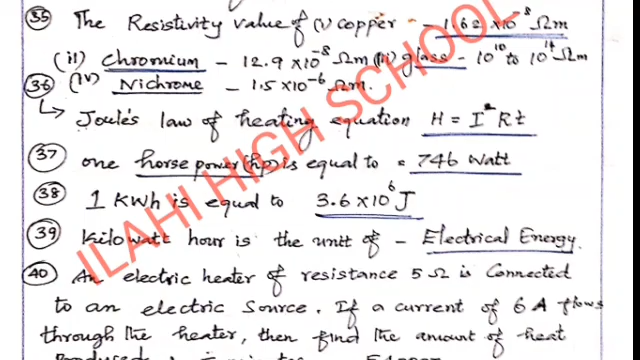 35 The Resistivity value of (i) copper - 1.62 x 10⁻⁸ Ωm
(ii) Chromium - 12.9 x 10⁻⁸ Ωm (iii) glass - 10¹⁰ to 10¹⁴ Ωm
(iv) Nichrome - 1.5 x 10⁻⁶ Ωm.
36 Joule's law of heating equation H = I²Rt
37 one horse power (hp) is equal to = 746 watt
38 1 KWh is equal to 3.6 x 10⁶ J
39 Kilowatt hour is the unit of - Electrical Energy.
40 An electric heater of resistance 5 Ω is Connected
to an electric Source. If a current of 6 A flows
through the heater, then find the amount of heat
ILAHI HIGH SCHOOL